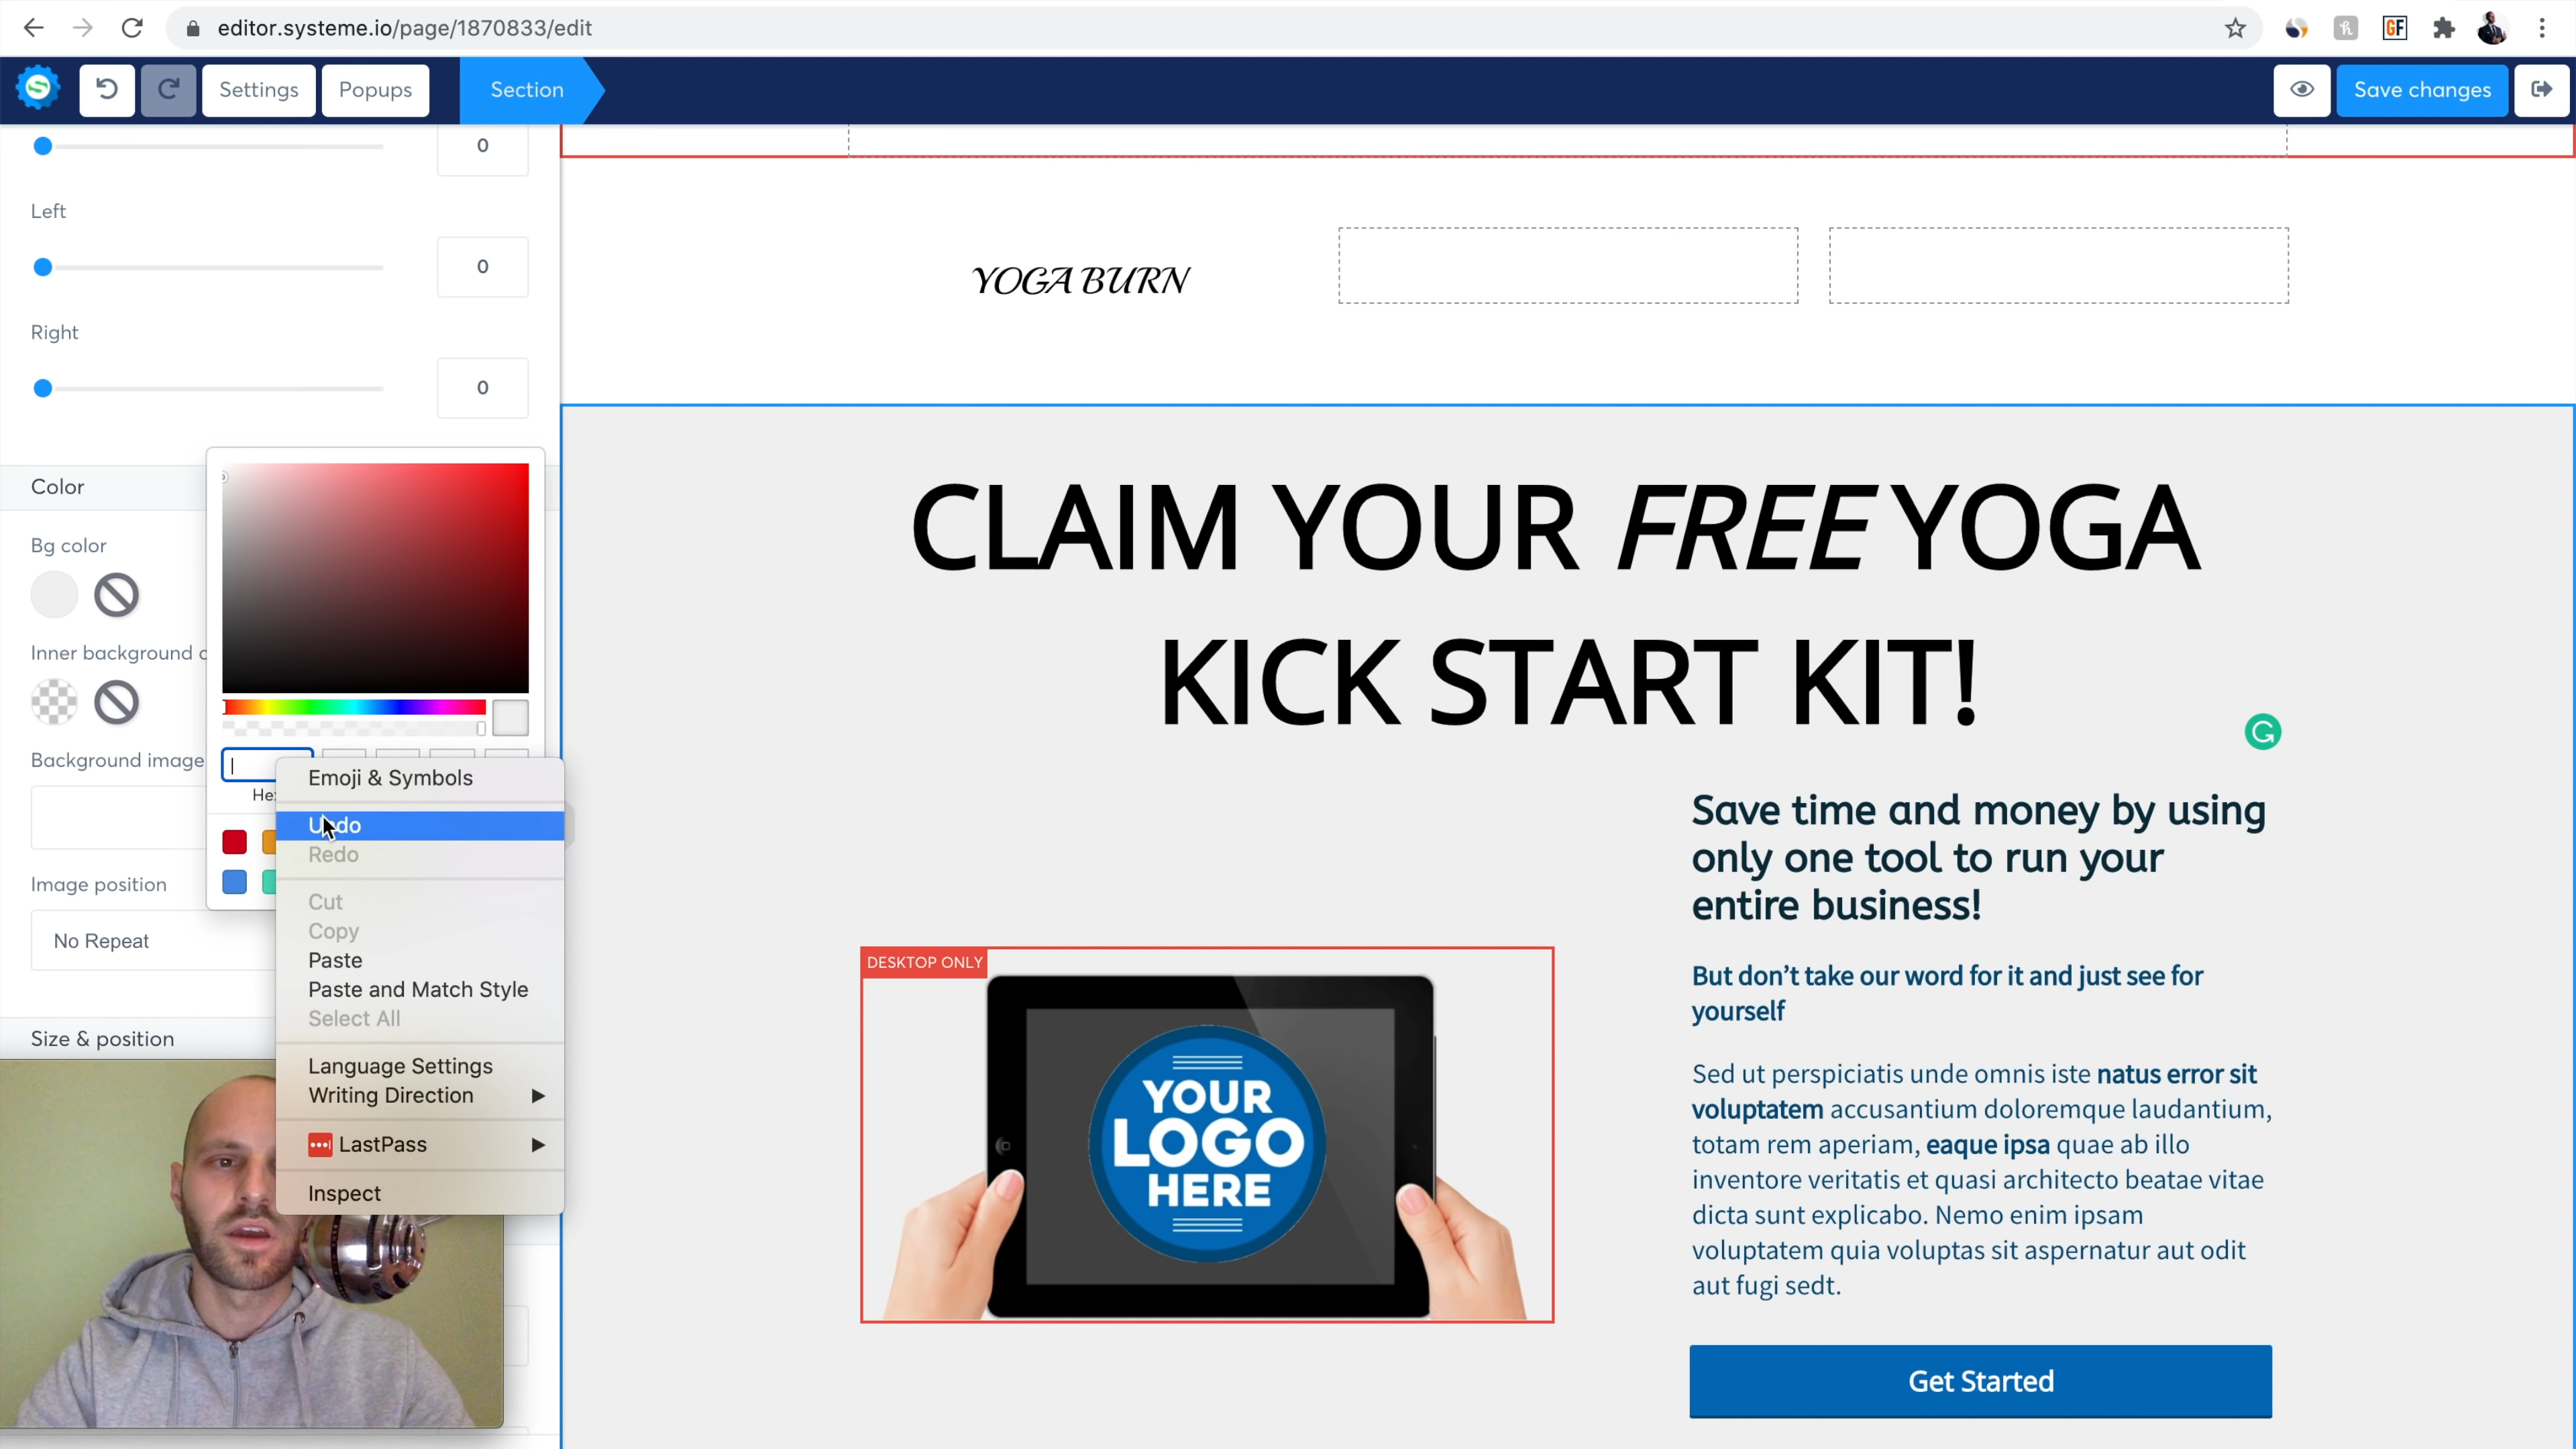 editor.systeme.io/page/1870833/edit
GF
Settings
Popups
Section
Save changes
0
Left
0
Right
0
Color
Bg color
Inner background c
Background image
He
Image position
No Repeat
Size & position
Emoji & Symbols
Undo
Redo
Cut
Copy
Paste
Paste and Match Style
Select All
Language Settings
Writing Direction
LastPass
Inspect
YOGA BURN
CLAIM YOUR FREE YOGA
KICK START KIT!
DESKTOP ONLY
YOUR
LOGO
HERE
Save time and money by using
only one tool to run your
entire business!
But don’t take our word for it and just see for
yourself
Sed ut perspiciatis unde omnis iste natus error sit
voluptatem accusantium doloremque laudantium,
totam rem aperiam, eaque ipsa quae ab illo
inventore veritatis et quasi architecto beatae vitae
dicta sunt explicabo. Nemo enim ipsam
voluptatem quia voluptas sit aspernatur aut odit
aut fugi sedt.
Get Started